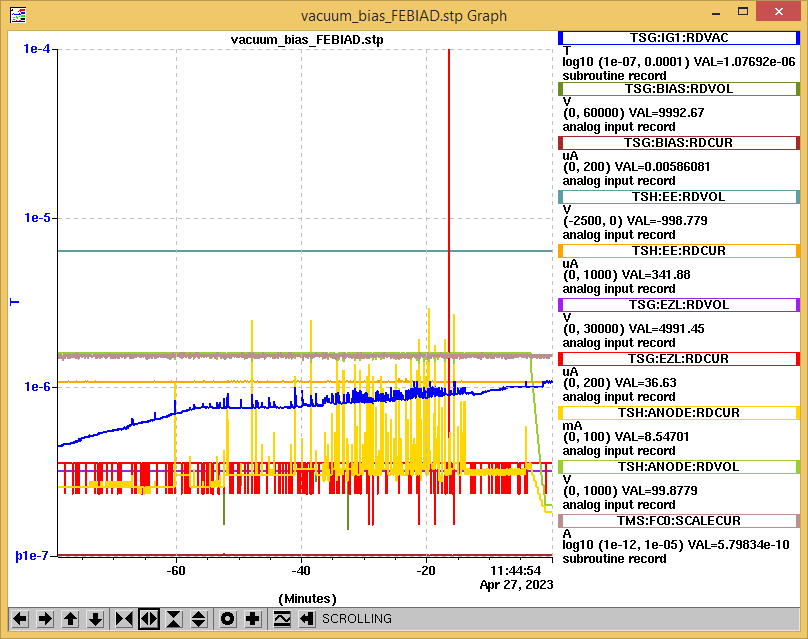 vacuum_bias_FEBIAD.stp Graph
vacuum_bias_FEBIAD.stp
1e-4
1e-5
T
1e-6
1e-7
-60
-40
-20
11:44:54
Apr 27, 2023
(Minutes)
TSG:IG1:RDVAC
T
log10 (1e-07, 0.0001) VAL=1.07692e-06
subroutine record
TSG:BIAS:RDVOL
V
(0, 60000) VAL=9992.67
analog input record
TSG:BIAS:RDCUR
uA
(0, 200) VAL=0.00586081
analog input record
TSH:EE:RDVOL
V
(-2500, 0) VAL=-998.779
analog input record
TSH:EE:RDCUR
uA
(0, 1000) VAL=341.88
analog input record
TSG:EZL:RDVOL
V
(0, 30000) VAL=4991.45
analog input record
TSG:EZL:RDCUR
uA
(0, 200) VAL=36.63
analog input record
TSH:ANODE:RDCUR
mA
(0, 100) VAL=8.54701
analog input record
TSH:ANODE:RDVOL
V
(0, 1000) VAL=99.8779
analog input record
TMS:FC0:SCALECUR
A
log10 (1e-12, 1e-05) VAL=5.79834e-10
subroutine record
SCROLLING